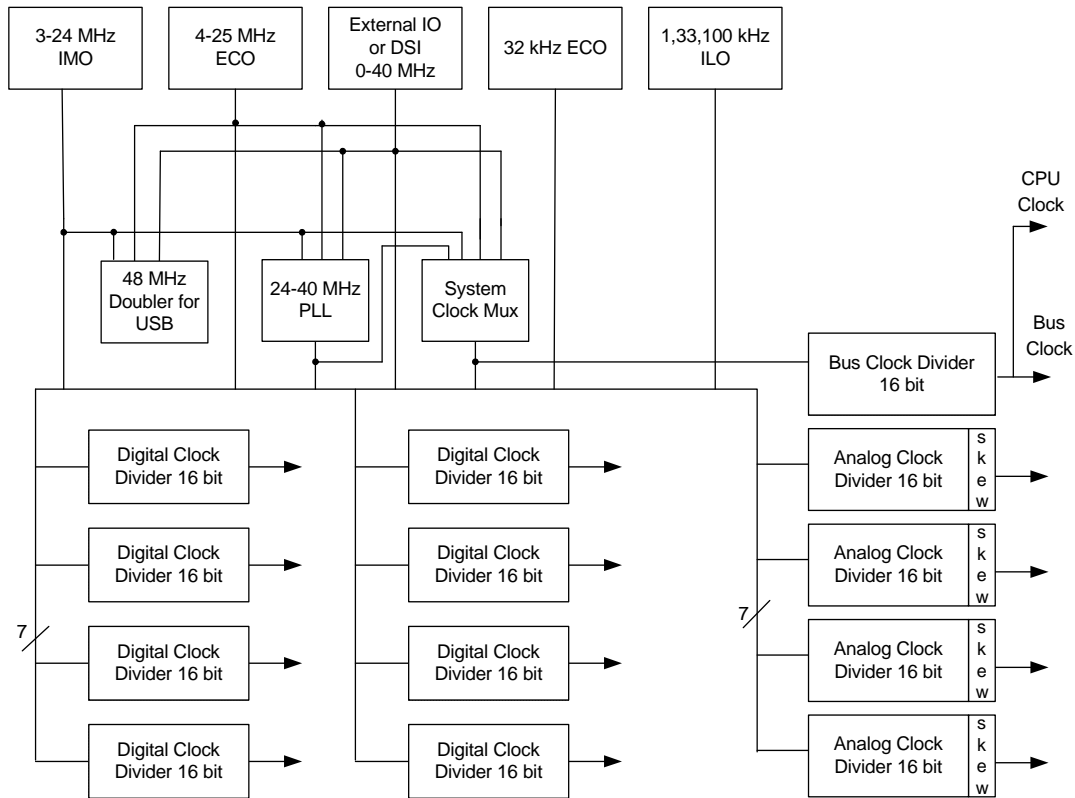 3-24 MHz
IMO
4-25 MHz
ECO
External IO
or DSI
0-40 MHz
32 kHz ECO
1,33,100 kHz
ILO
CPU
Clock
48 MHz
Doubler for
USB
24-40 MHz
PLL
System
Clock Mux
Bus
Clock
Bus Clock Divider
16 bit
Digital Clock
Divider 16 bit
Digital Clock
Divider 16 bit
Analog Clock
Divider 16 bit
s
k
e
w
Digital Clock
Divider 16 bit
Digital Clock
Divider 16 bit
Analog Clock
Divider 16 bit
s
k
e
w
7
7
Digital Clock
Divider 16 bit
Digital Clock
Divider 16 bit
Analog Clock
Divider 16 bit
s
k
e
w
Digital Clock
Divider 16 bit
Digital Clock
Divider 16 bit
Analog Clock
Divider 16 bit
s
k
e
w